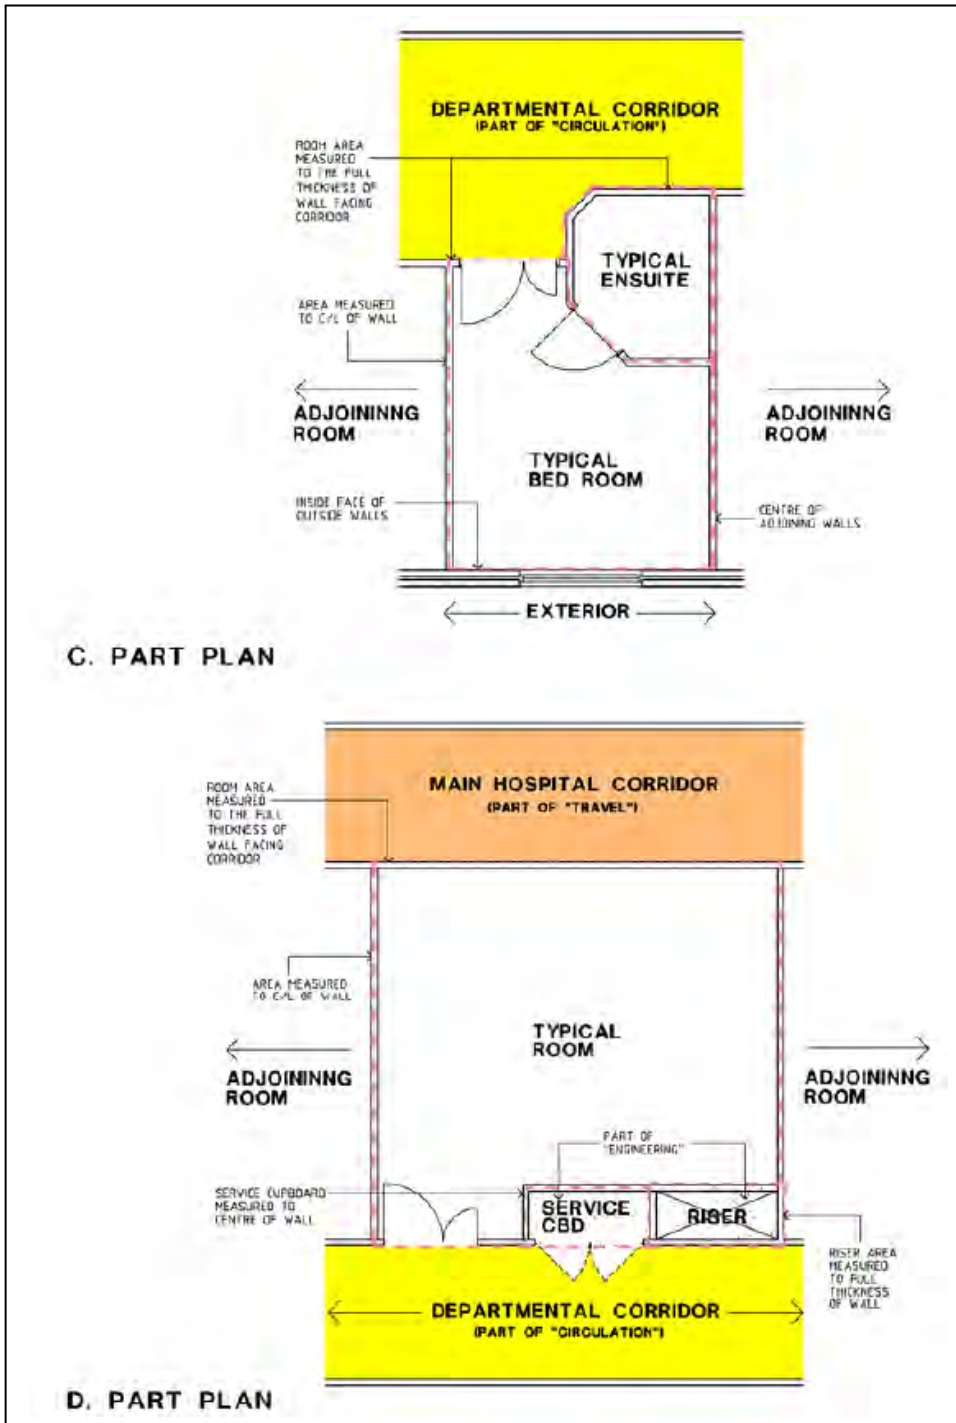 DEPARTMENTAL CORRIDOR
(PART OF "CIRCULATION")
ROOM AREA
MEASURED
TO THE FULL
THICKNESS OF
WALL FACING
CORRIDOR
TYPICAL
ENSUITE
AREA MEASURED
TO C/L OF WALL
ADJOININNG
ROOM
ADJOININNG
ROOM
TYPICAL
BED ROOM
INSIDE FACE OF
OUTSIDE WALLS
CENTRE OF
ADJOINING WALLS
EXTERIOR
C. PART PLAN
MAIN HOSPITAL CORRIDOR
(PART OF "TRAVEL")
ROOM AREA
MEASURED
TO THE FULL
THICKNESS OF
WALL FACING
CORRIDOR
AREA MEASURED
TO C/L OF WALL
TYPICAL
ROOM
ADJOININNG
ROOM
ADJOININNG
ROOM
PART OF
"ENGINEERING"
SERVICE CUPBOARD
MEASURED TO
CENTRE OF WALL
SERVICE
CBD
RISER
RISER AREA
MEASURED
TO FULL
THICKNESS
OF WALL
DEPARTMENTAL CORRIDOR
(PART OF "CIRCULATION")
D. PART PLAN